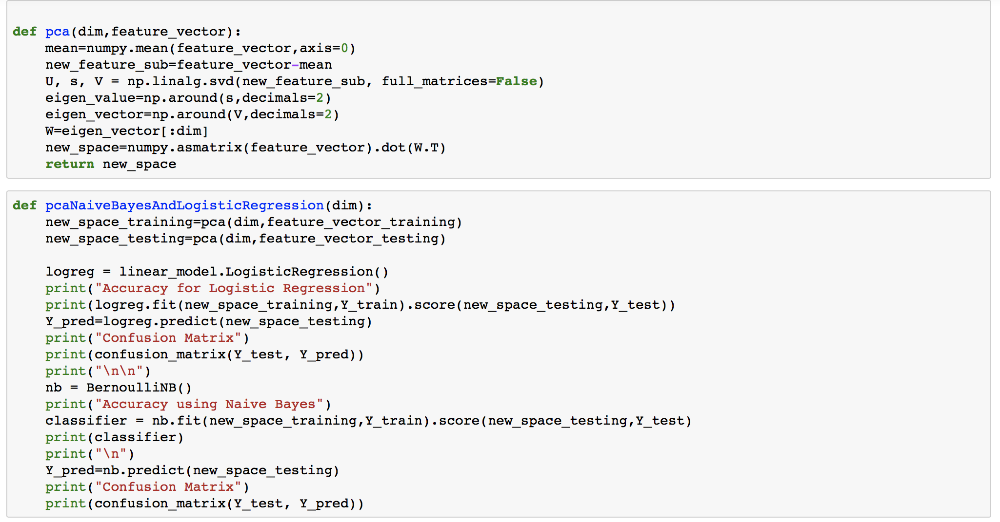 def pca(dim,feature_vector):
    mean=numpy.mean(feature_vector,axis=0)
    new_feature_sub=feature_vector-mean
    U, s, V = np.linalg.svd(new_feature_sub, full_matrices=False)
    eigen_value=np.around(s,decimals=2)
    eigen_vector=np.around(V,decimals=2)
    W=eigen_vector[:dim]
    new_space=numpy.asmatrix(feature_vector).dot(W.T)
    return new_space
def pcaNaiveBayesAndLogisticRegression(dim):
    new_space_training=pca(dim,feature_vector_training)
    new_space_testing=pca(dim,feature_vector_testing)
    logreg = linear_model.LogisticRegression()
    print("Accuracy for Logistic Regression")
    print(logreg.fit(new_space_training,Y_train).score(new_space_testing,Y_test))
    Y_pred=logreg.predict(new_space_testing)
    print("Confusion Matrix")
    print(confusion_matrix(Y_test, Y_pred))
    print("\n\n")
    nb = BernoulliNB()
    print("Accuracy using Naive Bayes")
    classifier = nb.fit(new_space_training,Y_train).score(new_space_testing,Y_test)
    print(classifier)
    print("\n")
    Y_pred=nb.predict(new_space_testing)
    print("Confusion Matrix")
    print(confusion_matrix(Y_test, Y_pred))